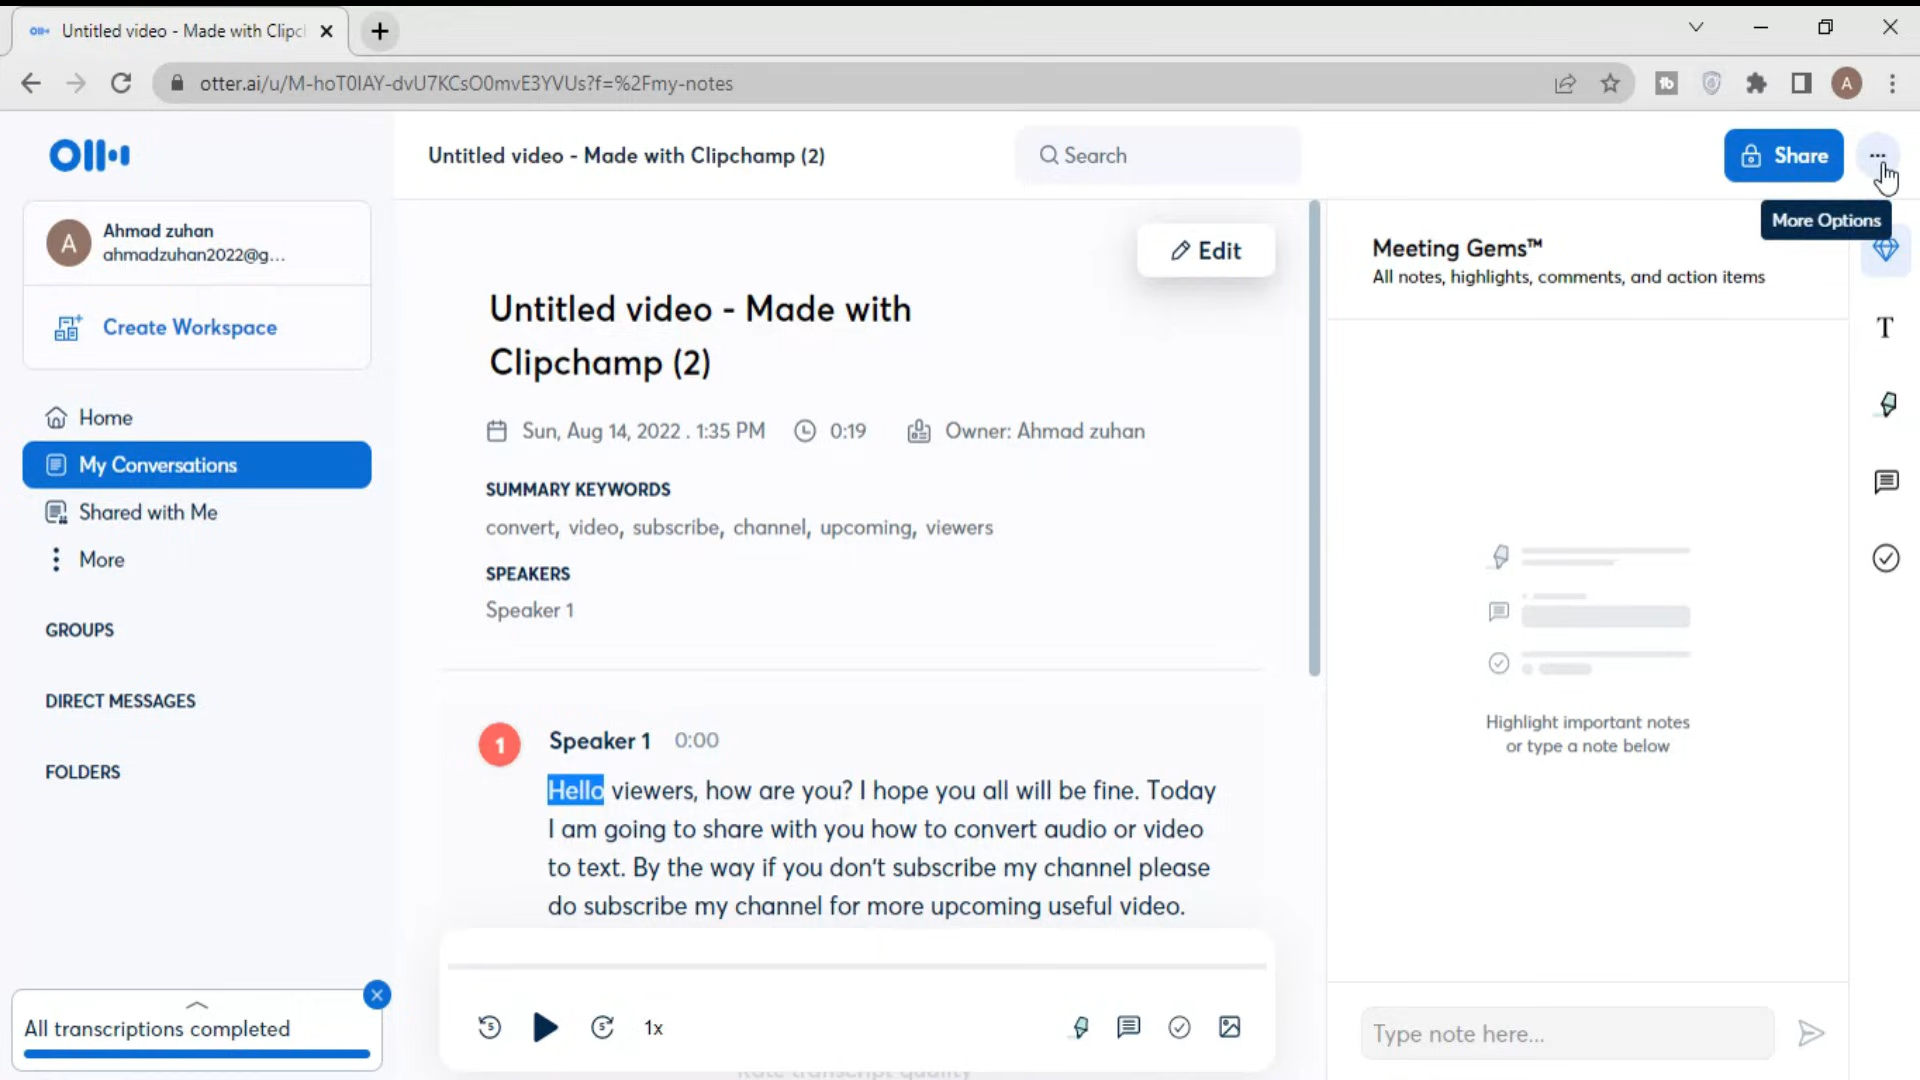 Untitled video - Made with Clipc
otter.ai/u/M-hoT0IAY-dvU7KCsO0mvE3YVUs?f=%2Fmy-notes
A
Untitled video - Made with Clipchamp (2)
Search
Share
More Options
A
Ahmad zuhan
ahmadzuhan2022@g...
Create Workspace
Home
My Conversations
Shared with Me
More
GROUPS
DIRECT MESSAGES
FOLDERS
All transcriptions completed
Edit
Untitled video - Made with
Clipchamp (2)
Sun, Aug 14, 2022 . 1:35 PM 0:19 Owner: Ahmad zuhan
SUMMARY KEYWORDS
convert, video, subscribe, channel, upcoming, viewers
SPEAKERS
Speaker 1
1 Speaker 1 0:00
Hello viewers, how are you? I hope you all will be fine. Today
I am going to share with you how to convert audio or video
to text. By the way if you don't subscribe my channel please
do subscribe my channel for more upcoming useful video.
5 5 1x
Rate transcript quality
Meeting Gems™
All notes, highlights, comments, and action items
T
Highlight important notes
or type a note below
Type note here...